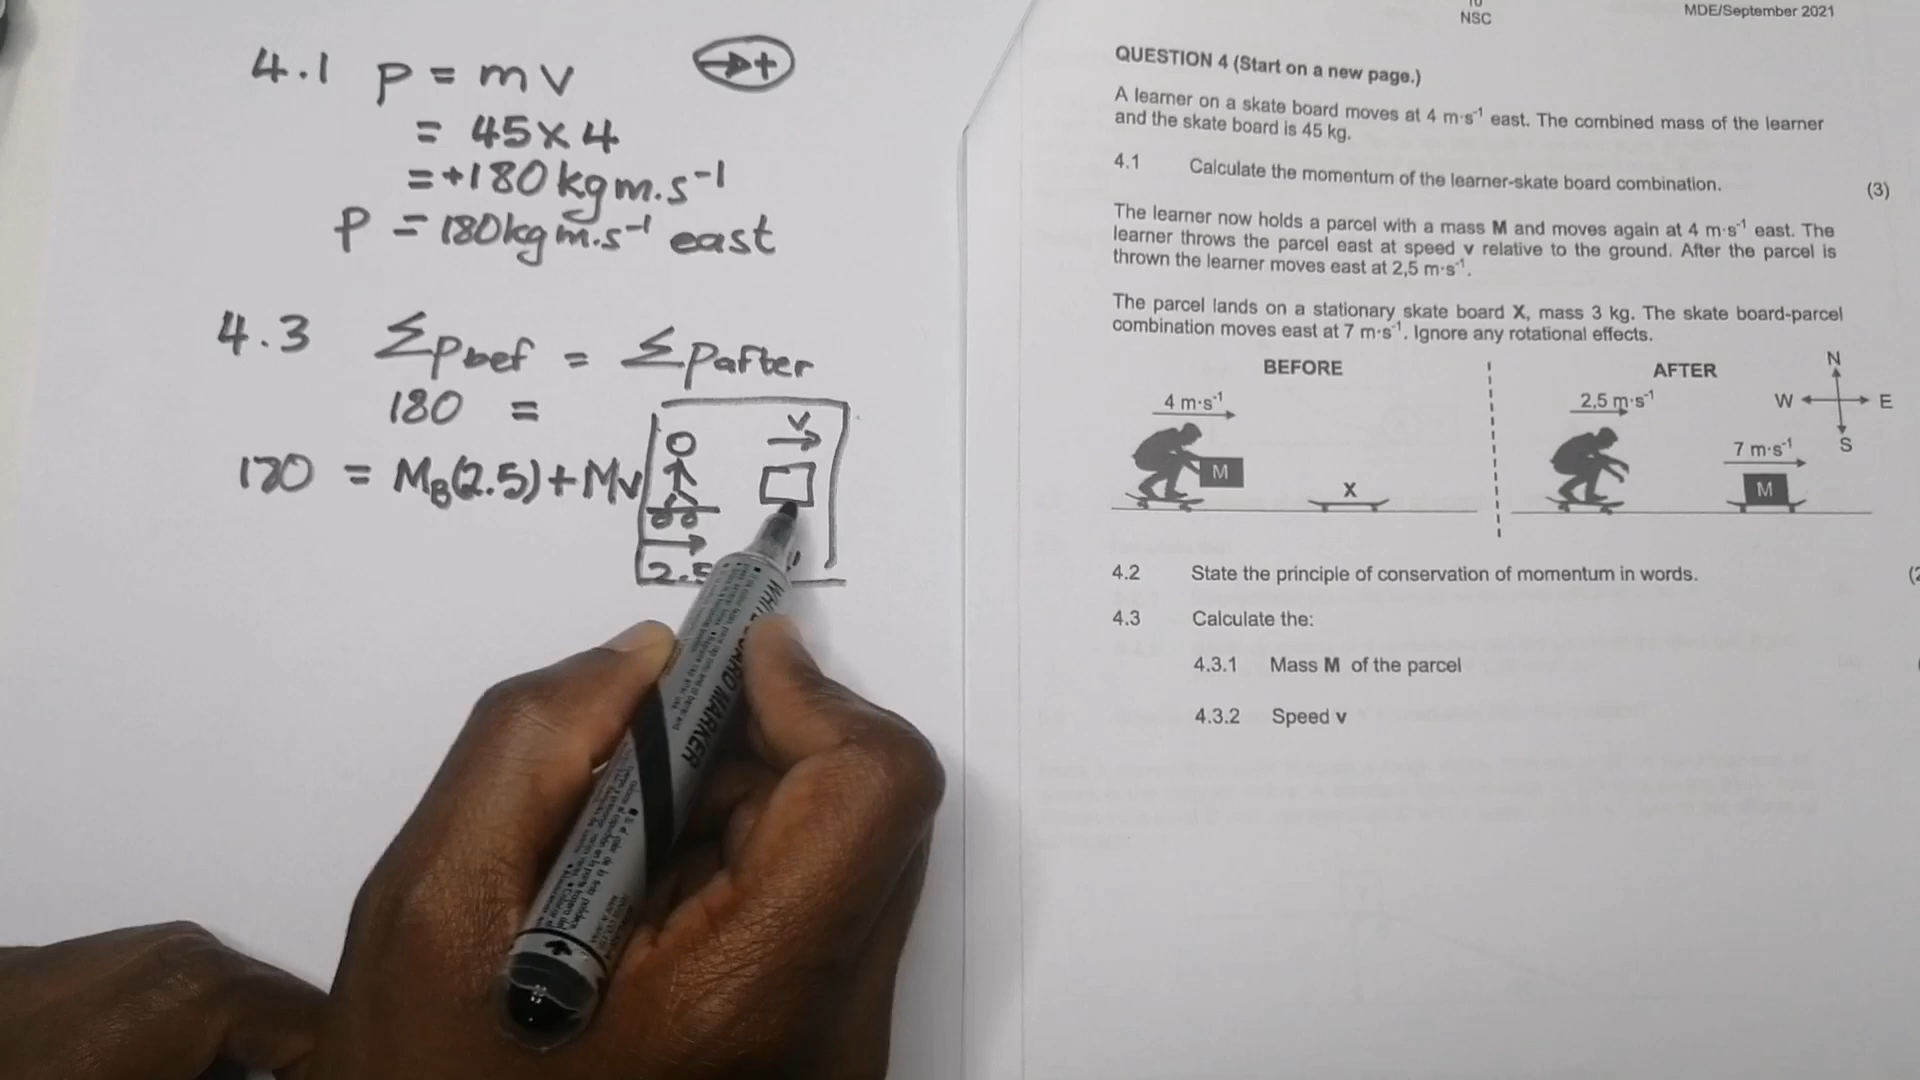 4.1 p = mv →+
= 45×4
= +180kgm.s⁻¹
P = 180kgm.s⁻¹ east
4.3 Σpbef = Σpafter
180 =
180 = MB(2.5)+Mv
v
2.5
WHITEBOARD MARKER
10
NSC
MDE/September 2021
QUESTION 4 (Start on a new page.)
A learner on a skate board moves at 4 m·s⁻¹ east. The combined mass of the learner
and the skate board is 45 kg.
4.1 Calculate the momentum of the learner-skate board combination. (3)
The learner now holds a parcel with a mass M and moves again at 4 m·s⁻¹ east. The
learner throws the parcel east at speed v relative to the ground. After the parcel is
thrown the learner moves east at 2,5 m·s⁻¹.
The parcel lands on a stationary skate board X, mass 3 kg. The skate board-parcel
combination moves east at 7 m·s⁻¹. Ignore any rotational effects.
BEFORE AFTER
N
W E
S
4 m·s⁻¹ 2,5 m·s⁻¹
7 m·s⁻¹
M X M
4.2 State the principle of conservation of momentum in words. (2
4.3 Calculate the:
4.3.1 Mass M of the parcel
4.3.2 Speed v